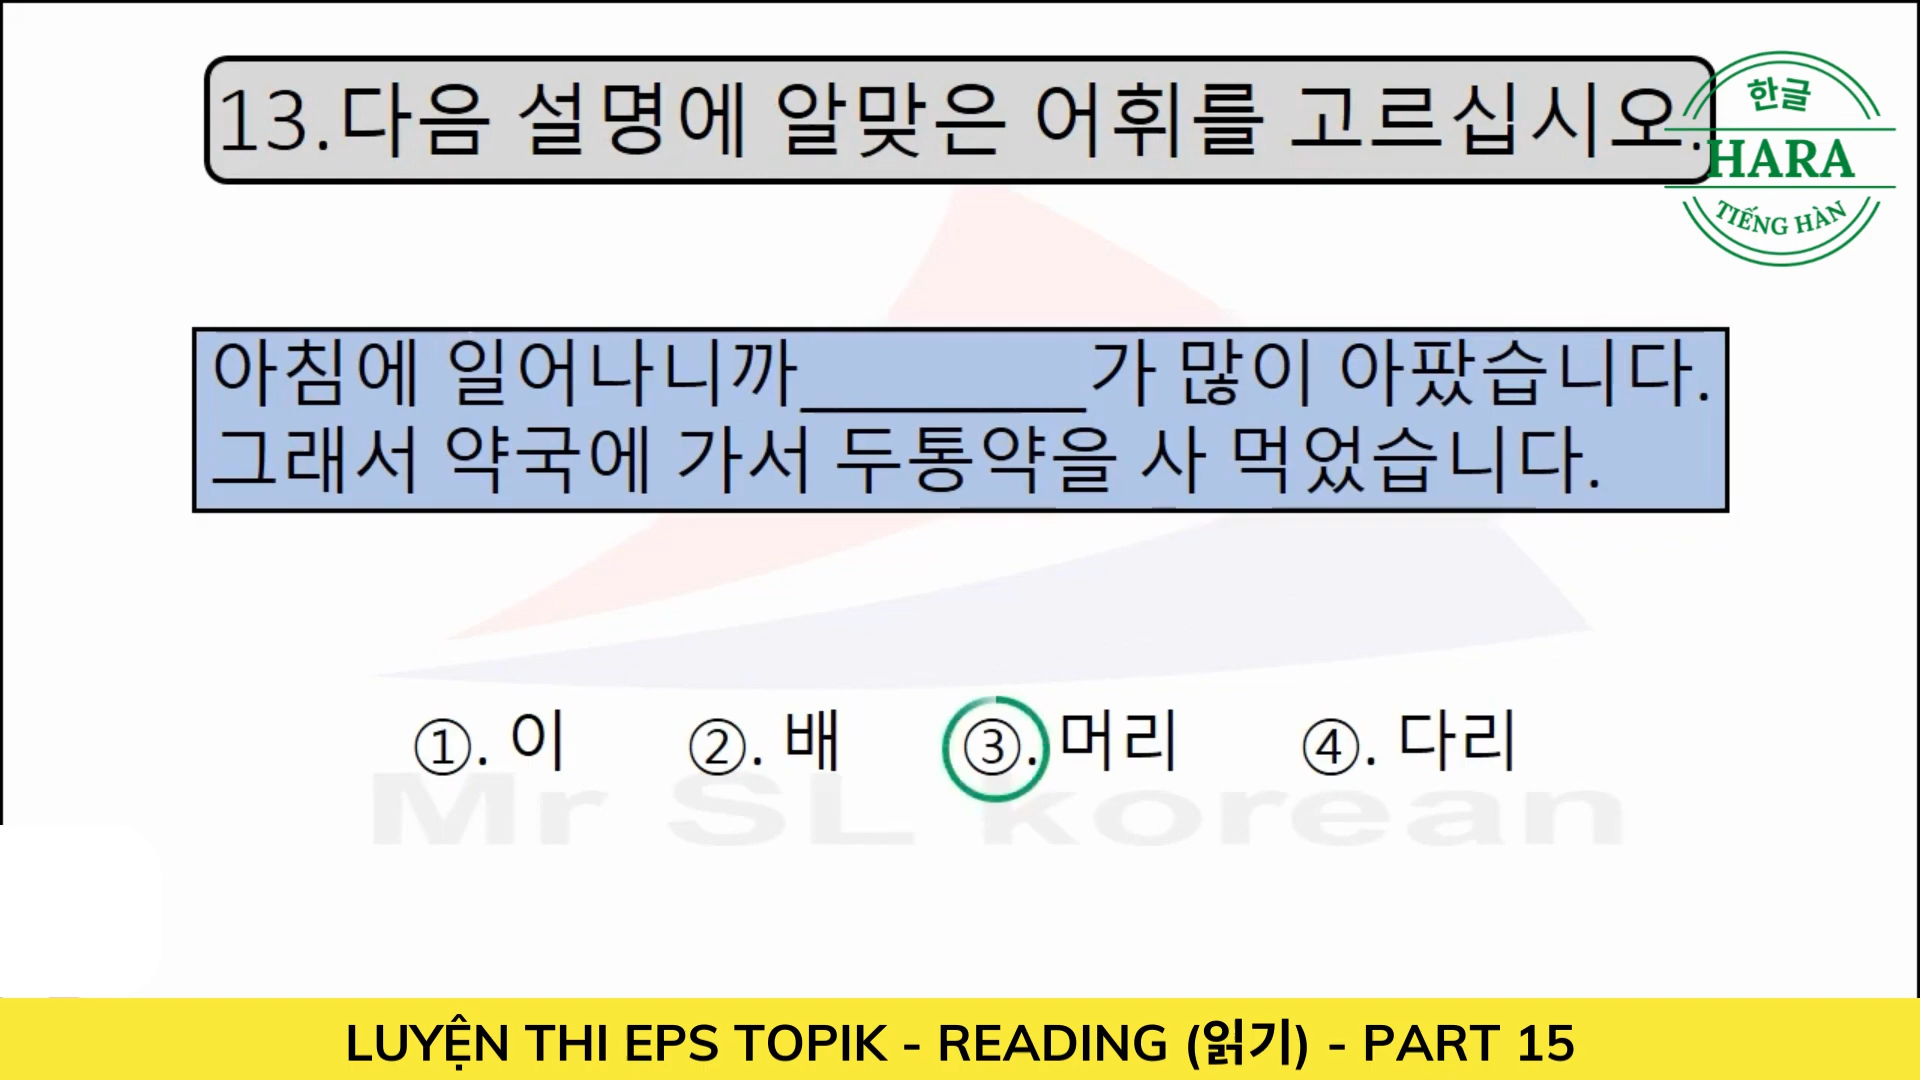 13.다음 설명에 알맞은 어휘를 고르십시오.
한글
HARA
TIẾNG HÀN
아침에 일어나니까________가 많이 아팠습니다.
그래서 약국에 가서 두통약을 사 먹었습니다.
①. 이 ②. 배 ③. 머리 ④. 다리
Mr SL korean
LUYỆN THI EPS TOPIK - READING (읽기) - PART 15